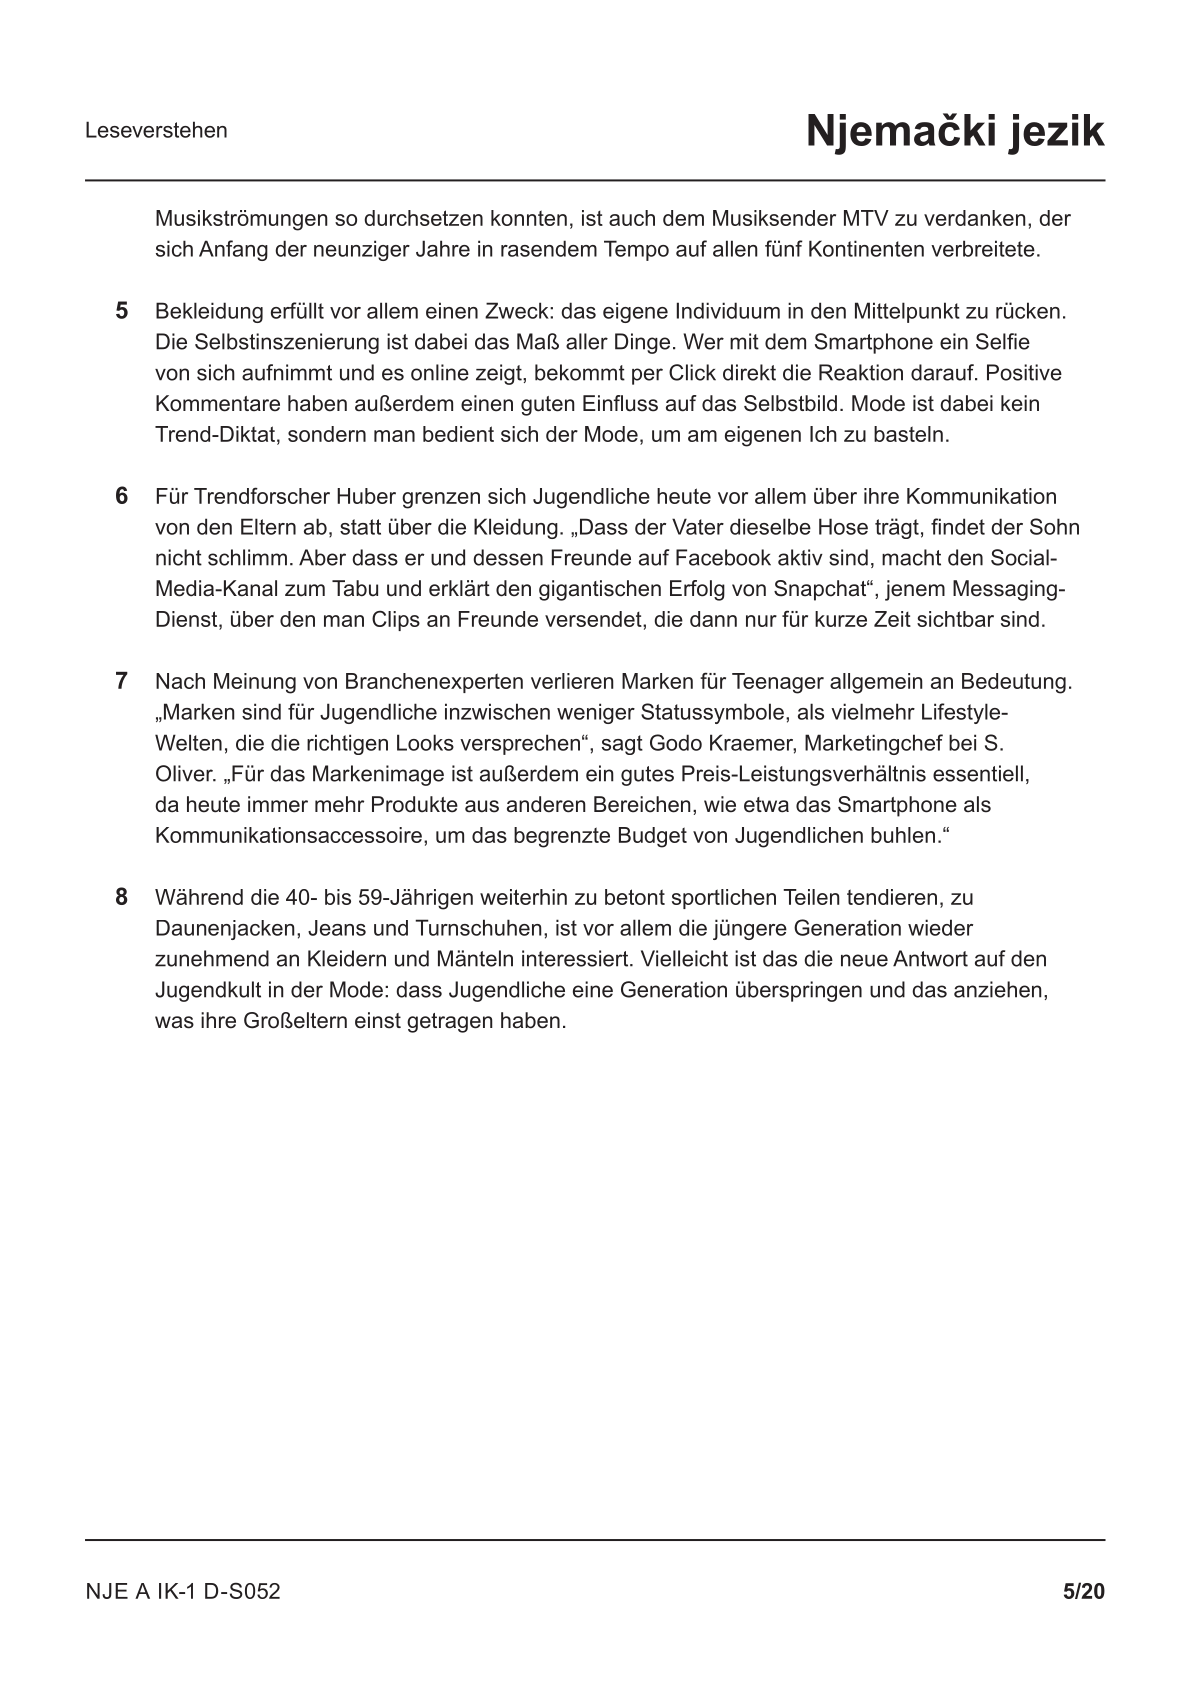 Leseverstehen
Njemački jezik
Musikströmungen so durchsetzen konnten, ist auch dem Musiksender MTV zu verdanken, der
sich Anfang der neunziger Jahre in rasendem Tempo auf allen fünf Kontinenten verbreitete.
5 Bekleidung erfüllt vor allem einen Zweck: das eigene Individuum in den Mittelpunkt zu rücken.
Die Selbstinszenierung ist dabei das Maß aller Dinge. Wer mit dem Smartphone ein Selfie
von sich aufnimmt und es online zeigt, bekommt per Click direkt die Reaktion darauf. Positive
Kommentare haben außerdem einen guten Einfluss auf das Selbstbild. Mode ist dabei kein
Trend-Diktat, sondern man bedient sich der Mode, um am eigenen Ich zu basteln.
6 Für Trendforscher Huber grenzen sich Jugendliche heute vor allem über ihre Kommunikation
von den Eltern ab, statt über die Kleidung. „Dass der Vater dieselbe Hose trägt, findet der Sohn
nicht schlimm. Aber dass er und dessen Freunde auf Facebook aktiv sind, macht den Social-
Media-Kanal zum Tabu und erklärt den gigantischen Erfolg von Snapchat“, jenem Messaging-
Dienst, über den man Clips an Freunde versendet, die dann nur für kurze Zeit sichtbar sind.
7 Nach Meinung von Branchenexperten verlieren Marken für Teenager allgemein an Bedeutung.
„Marken sind für Jugendliche inzwischen weniger Statussymbole, als vielmehr Lifestyle-
Welten, die die richtigen Looks versprechen“, sagt Godo Kraemer, Marketingchef bei S.
Oliver. „Für das Markenimage ist außerdem ein gutes Preis-Leistungsverhältnis essentiell,
da heute immer mehr Produkte aus anderen Bereichen, wie etwa das Smartphone als
Kommunikationsaccessoire, um das begrenzte Budget von Jugendlichen buhlen.“
8 Während die 40- bis 59-Jährigen weiterhin zu betont sportlichen Teilen tendieren, zu
Daunenjacken, Jeans und Turnschuhen, ist vor allem die jüngere Generation wieder
zunehmend an Kleidern und Mänteln interessiert. Vielleicht ist das die neue Antwort auf den
Jugendkult in der Mode: dass Jugendliche eine Generation überspringen und das anziehen,
was ihre Großeltern einst getragen haben.
NJE A IK-1 D-S052
5/20